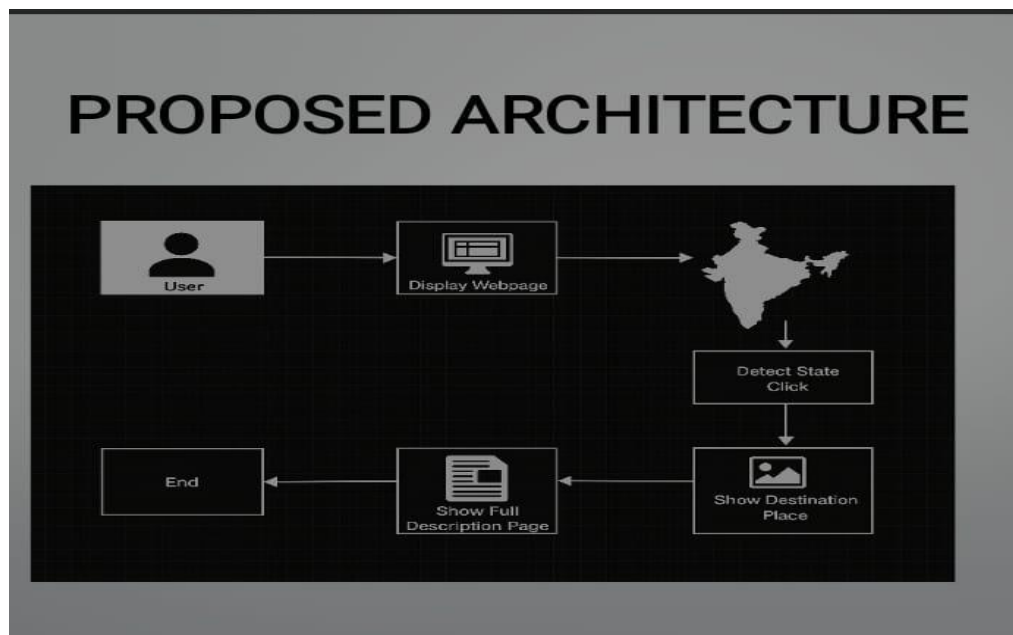 PROPOSED ARCHITECTURE
User
Display Webpage
Detect State
Click
Show Destination
Place
Show Full
Description Page
End